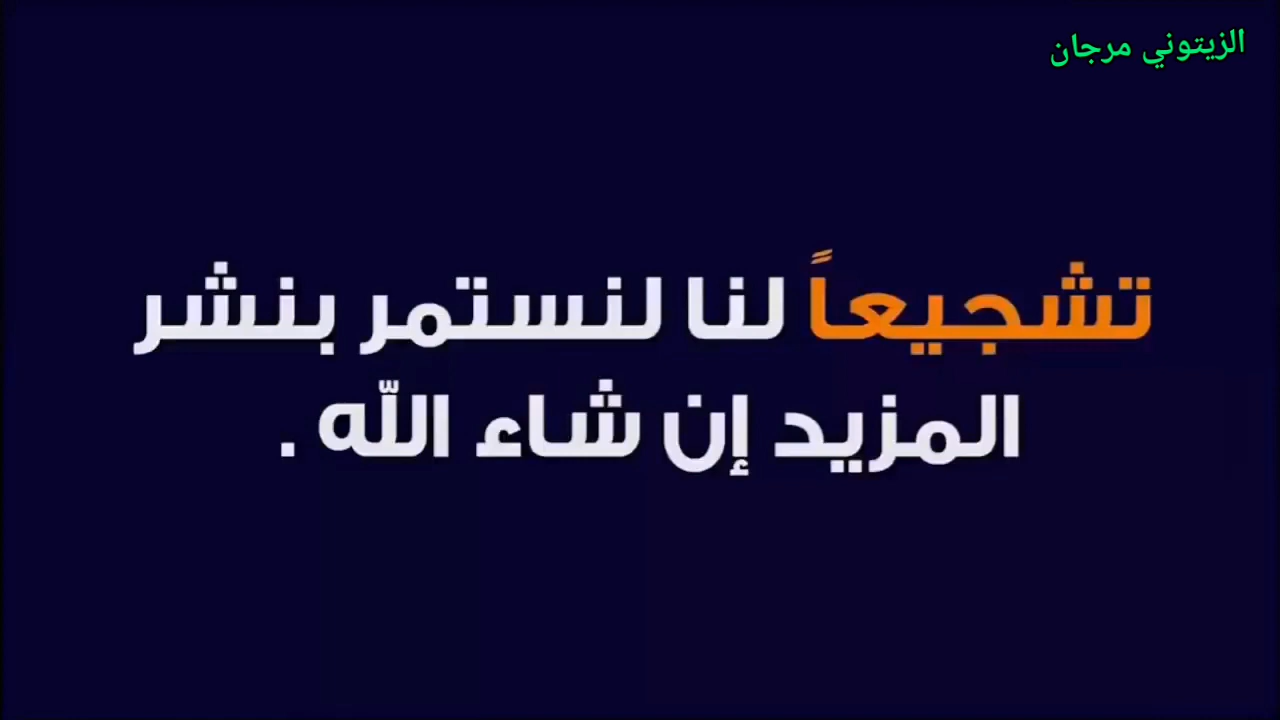 الزيتوني مرجان
تشجيعاً لنا لنستمر بنشر
المزيد إن شاء الله .